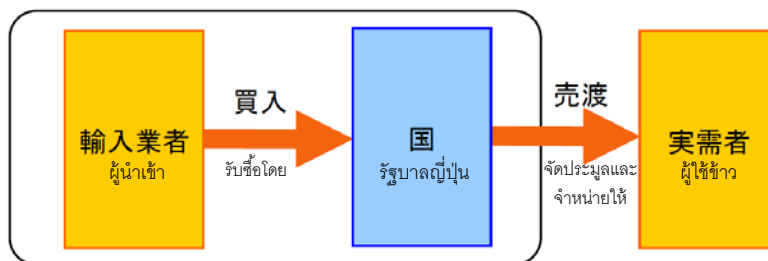 輸入業者
ผู้นำเข้า
買入
รับซื้อโดย
国
รัฐบาลญี่ปุ่น
売渡
จัดประมูลและ
จำหน่ายให้
実需者
ผู้ใช้ข้าว